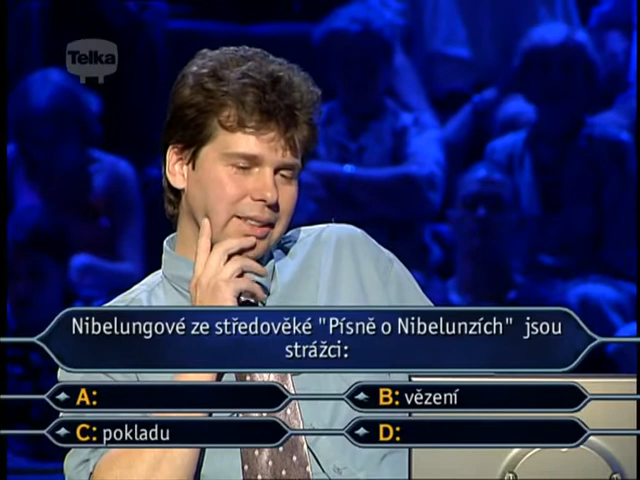 Telka
Nibelungové ze středověké "Písně o Nibelunzích" jsou
strážci:
A:
B: vězení
C: pokladu
D: